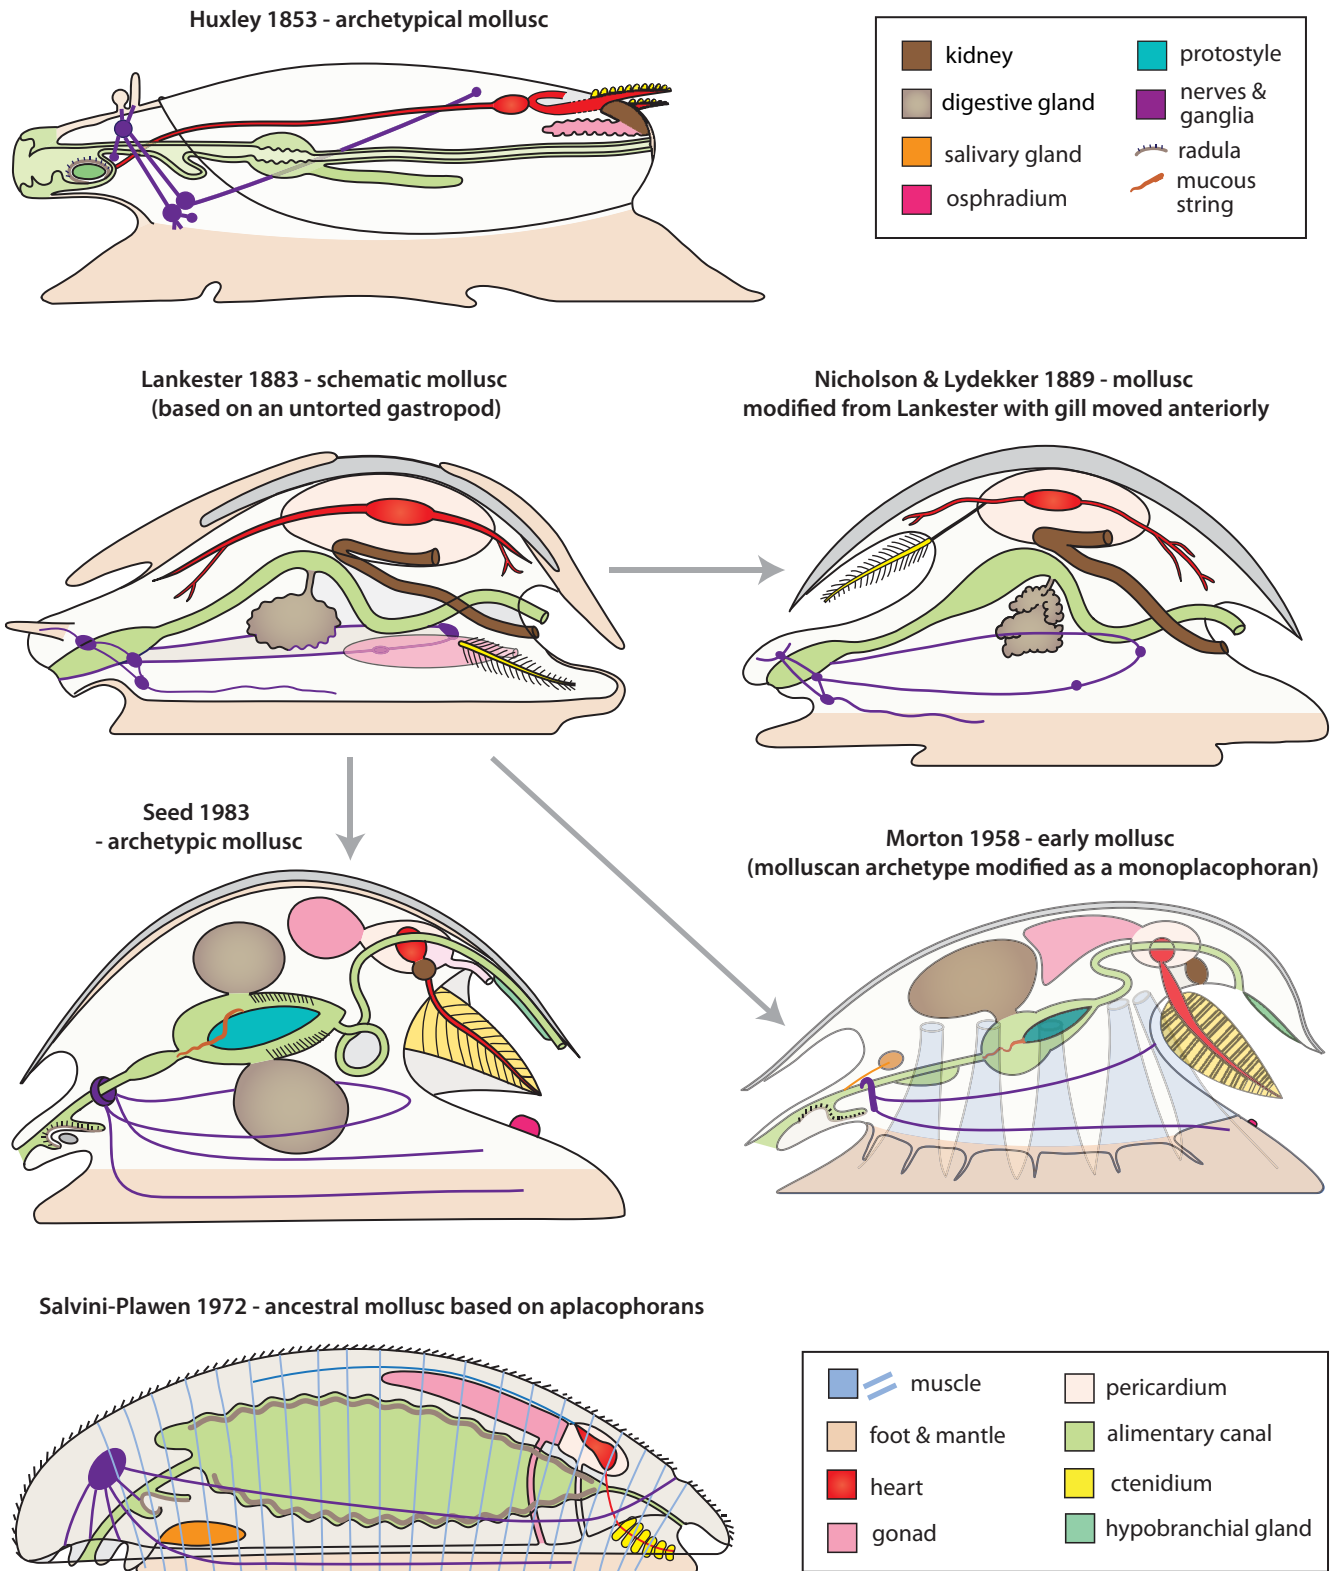 Huxley 1853 - archetypical mollusc
kidney
digestive gland
salivary gland
osphradium
protostyle
nerves &
ganglia
radula
mucous
string
Lankester 1883 - schematic mollusc
(based on an untorted gastropod)
Nicholson & Lydekker 1889 - mollusc
modified from Lankester with gill moved anteriorly
Seed 1983
- archetypic mollusc
Morton 1958 - early mollusc
(molluscan archetype modified as a monoplacophoran)
Salvini-Plawen 1972 - ancestral mollusc based on aplacophorans
muscle
foot & mantle
heart
gonad
pericardium
alimentary canal
ctenidium
hypobranchial gland